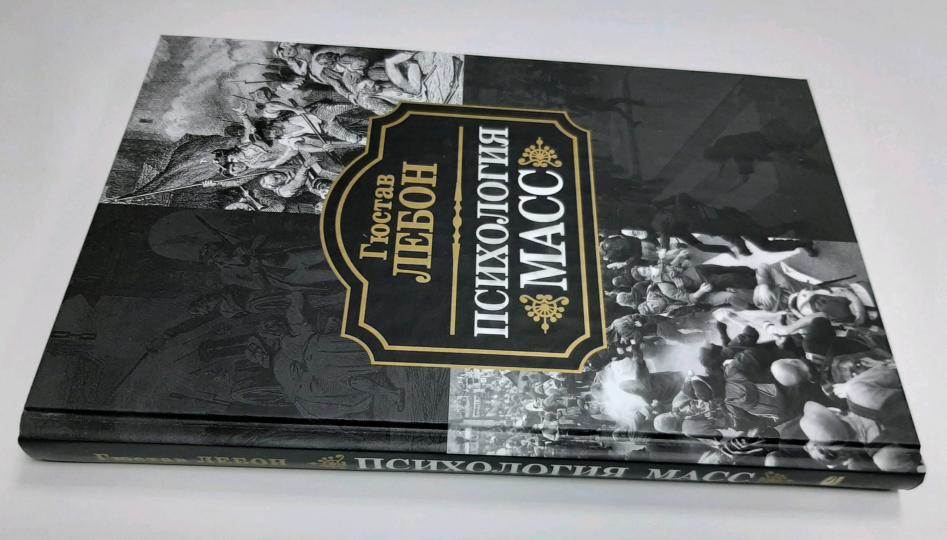 Гюстав
ЛЕБОН
ПСИХОЛОГИЯ
МАСС
Гюстав ЛЕБОН ПСИХОЛОГИЯ МАСС